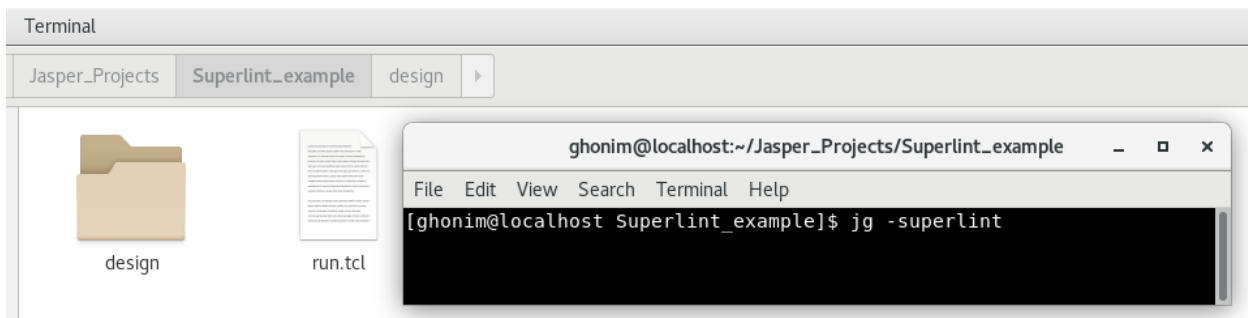 Terminal
Jasper_Projects Superlint_example design
ghonim@localhost:~/Jasper_Projects/Superlint_example
File Edit View Search Terminal Help
[ghonim@localhost Superlint_example]$ jg -superlint
design run.tcl